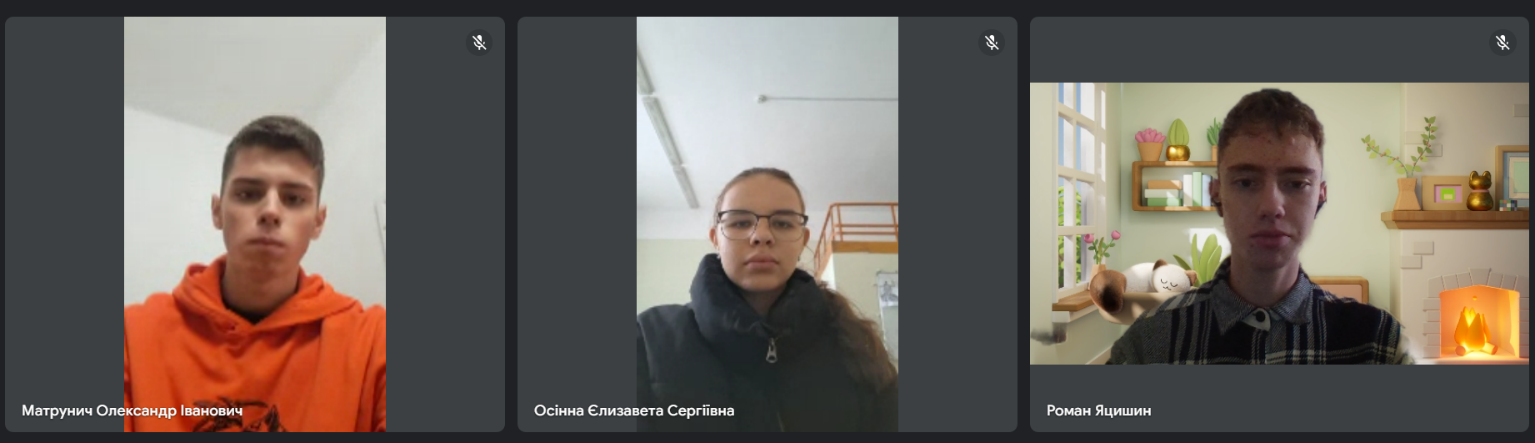 Матрунич Олександр Іванович
Осінна Єлизавета Сергіївна
Роман Яцишин